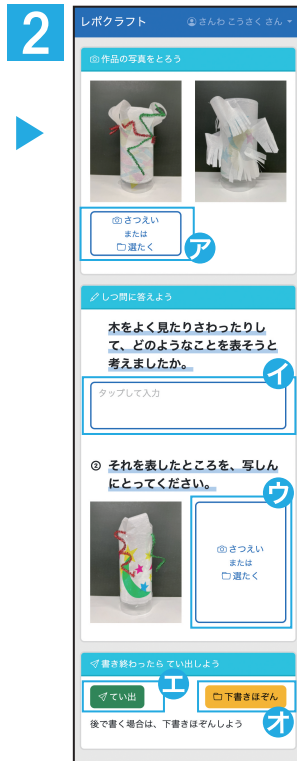 2
レポクラフト
さんわ こうさく さん
作品の写真をとろう
さつえい
または
選たく
ア
しつ問に答えよう
木をよく見たりさわったりし
て、どのようなことを表そうと
考えましたか。
イ
タップして入力
② それを表したところを、写しん
にとってください。
ウ
さつえい
または
選たく
書き終わったら てい出しよう
エ
てい出
下書きほぞん
オ
後で書く場合は、下書きほぞんしよう